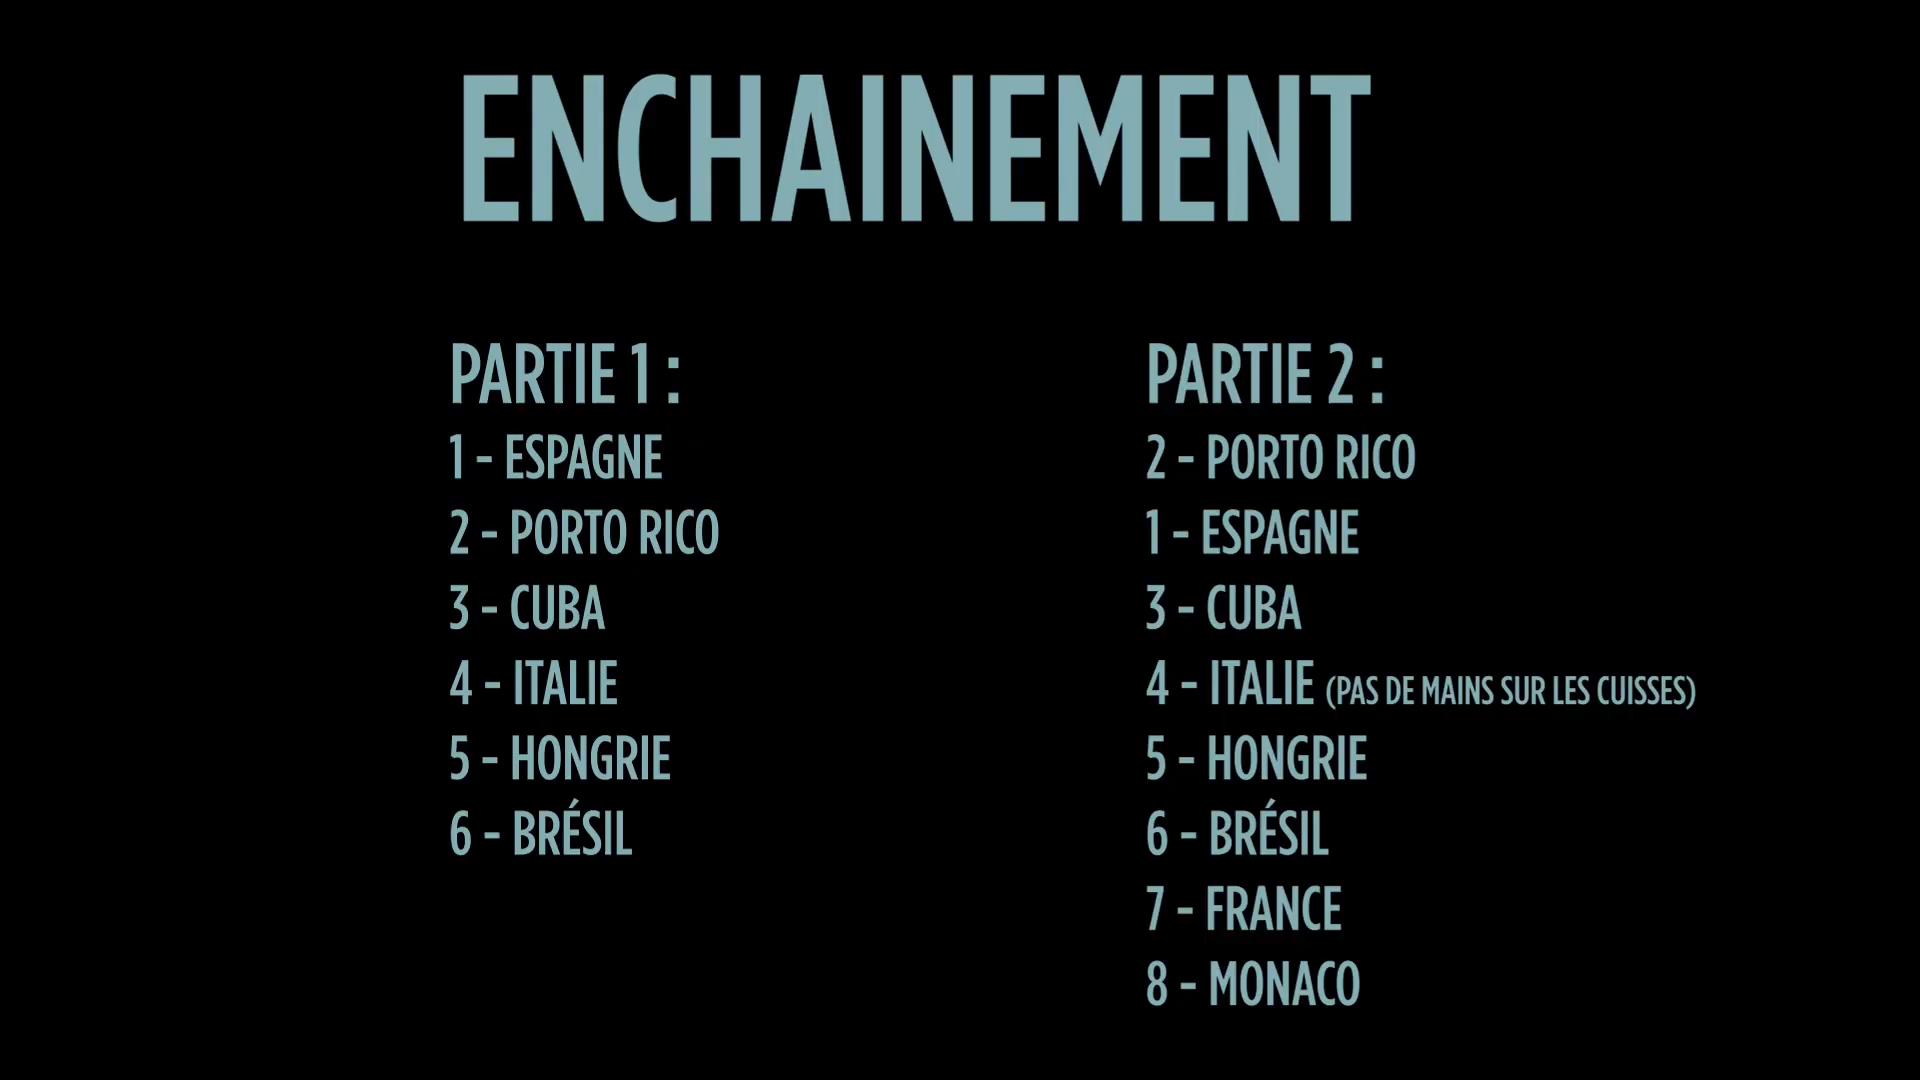 ENCHAINEMENT
PARTIE 1 :
1 - ESPAGNE
2 - PORTO RICO
3 - CUBA
4 - ITALIE
5 - HONGRIE
6 - BRÉSIL
PARTIE 2 :
2 - PORTO RICO
1 - ESPAGNE
3 - CUBA
4 - ITALIE (PAS DE MAINS SUR LES CUISSES)
5 - HONGRIE
6 - BRÉSIL
7 - FRANCE
8 - MONACO